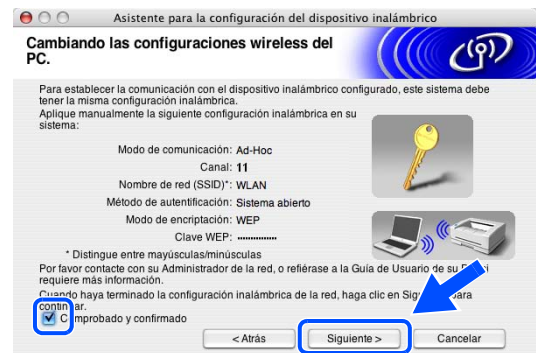 Asistente para la configuración del dispositivo inalámbrico
Cambiando las configuraciones wireless del
PC.
Para establecer la comunicación con el dispositivo inalámbrico configurado, este sistema debe
tener la misma configuración inalámbrica.
Aplique manualmente la siguiente configuración inalámbrica en su
sistema:
Modo de comunicación: Ad-Hoc
Canal: 11
Nombre de red (SSID)*: WLAN
Método de autentificación: Sistema abierto
Modo de encriptación: WEP
Clave WEP: ••••••••••••••
* Distingue entre mayúsculas/minúsculas
Por favor contacte con su Administrador de la red, o refiérase a la Guía de Usuario de su
requiere más información.
Cuando haya terminado la configuración inalámbrica de la red, haga clic en para
continuar.
Comprobado y confirmado
< Atrás
Siguiente >
Cancelar